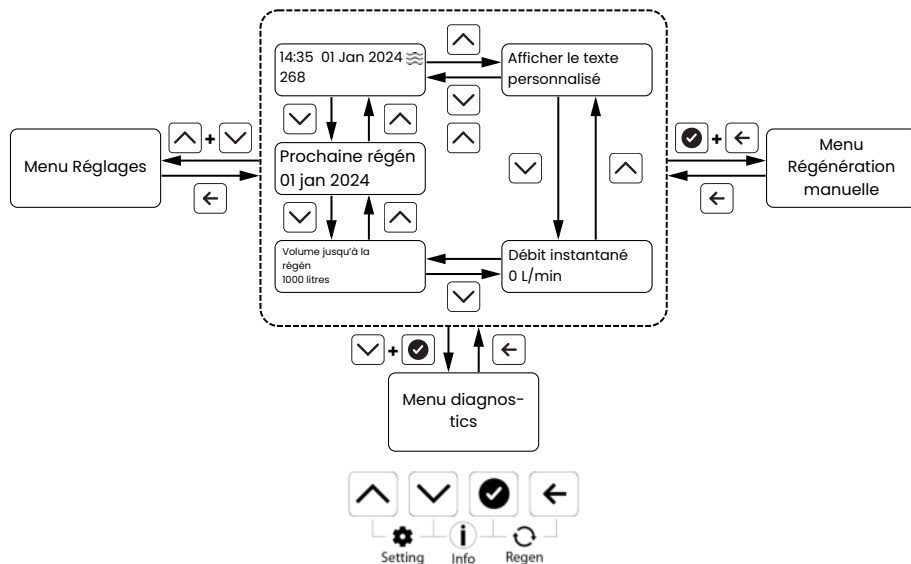 14:35 01 Jan 2024
268
Afficher le texte
personnalisé
Menu Réglages
+
Prochaine régén
01 jan 2024
+
Menu
Régénération
manuelle
Volume jusqu'à la
régén
1000 litres
Débit instantané
0 L/min
+
Menu diagnos-
tics
Setting
Info
Regen